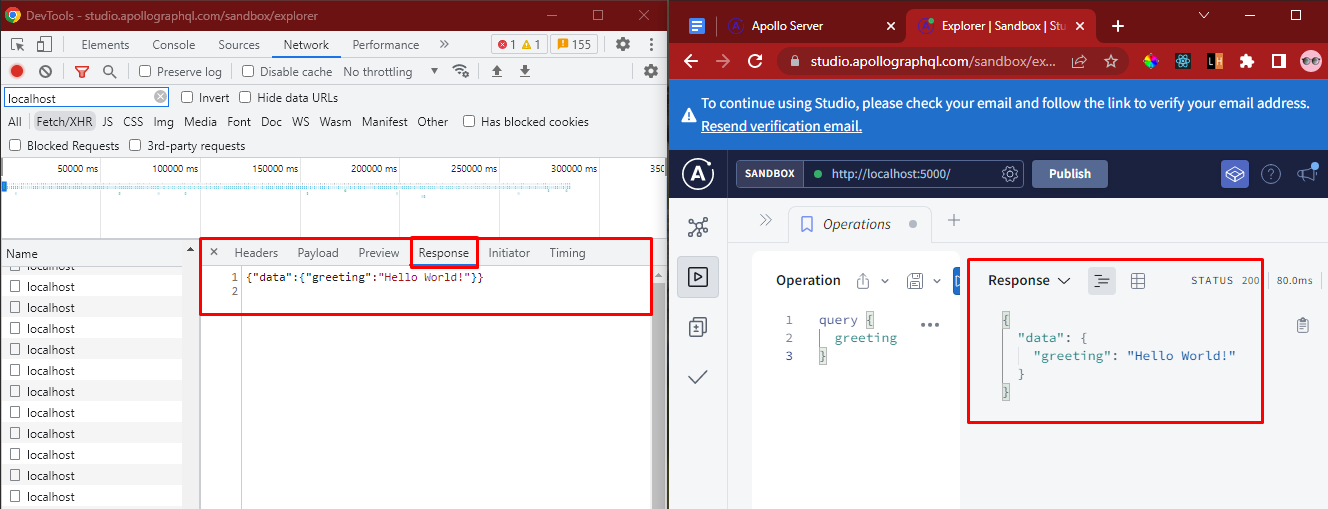 DevTools - studio.apollographql.com/sandbox/explorer
Elements Console Sources Network Performance » 1 1 155
Preserve log Disable cache No throttling
localhost Invert Hide data URLs
All Fetch/XHR JS CSS Img Media Font Doc WS Wasm Manifest Other Has blocked cookies
Blocked Requests 3rd-party requests
50000 ms 100000 ms 150000 ms 200000 ms 250000 ms 300000 ms 350
Name
localhost
localhost
localhost
localhost
localhost
localhost
localhost
localhost
localhost
localhost
localhost
localhost
× Headers Payload Preview Response Initiator Timing
1 {"data":{"greeting":"Hello World!"}}
2
Apollo Server Explorer | Sandbox | Stu
studio.apollographql.com/sandbox/ex...
To continue using Studio, please check your email and follow the link to verify your email address.
Resend verification email.
SANDBOX http://localhost:5000/ Publish
Operations
Operation
1 query {
2 greeting
3 }
Response STATUS 200 80.0ms
{
"data": {
"greeting": "Hello World!"
}
}